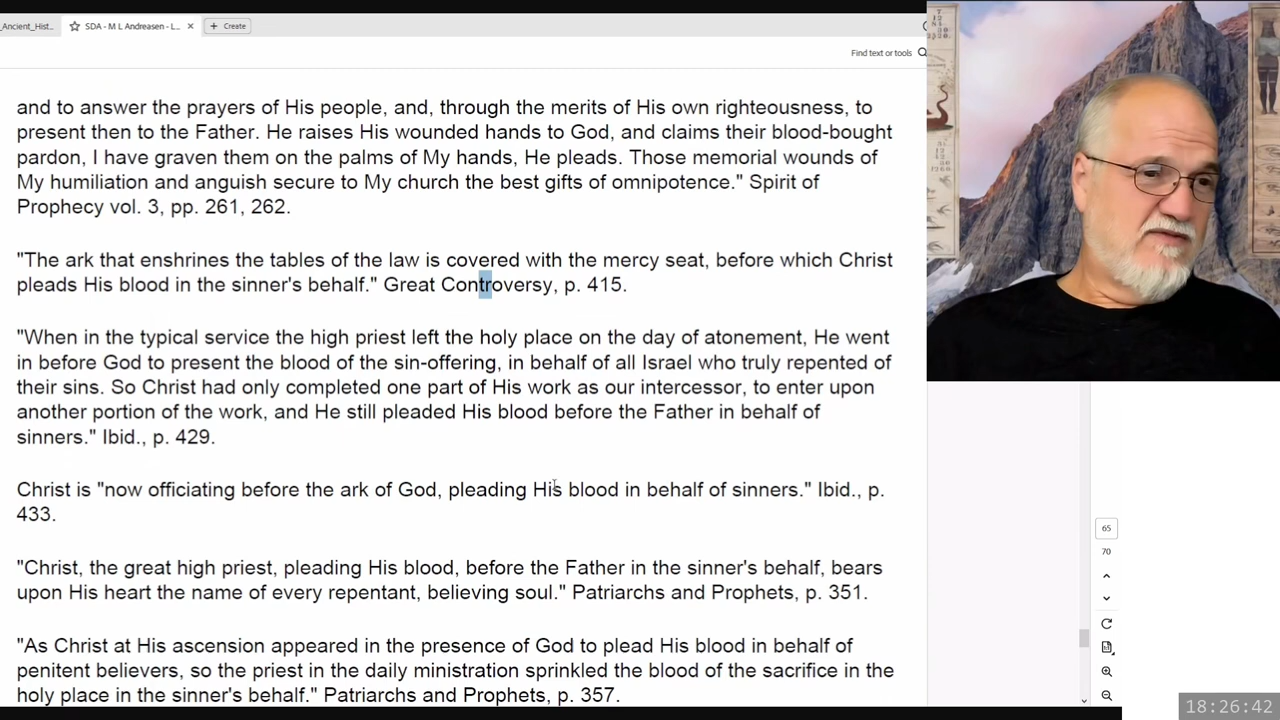 _Ancient_Hist...
SDA - M L Andreasen - L...
+ Create
Find text or tools
and to answer the prayers of His people, and, through the merits of His own righteousness, to
present then to the Father. He raises His wounded hands to God, and claims their blood-bought
pardon, I have graven them on the palms of My hands, He pleads. Those memorial wounds of
My humiliation and anguish secure to My church the best gifts of omnipotence." Spirit of
Prophecy vol. 3, pp. 261, 262.
"The ark that enshrines the tables of the law is covered with the mercy seat, before which Christ
pleads His blood in the sinner's behalf." Great Controversy, p. 415.
"When in the typical service the high priest left the holy place on the day of atonement, He went
in before God to present the blood of the sin-offering, in behalf of all Israel who truly repented of
their sins. So Christ had only completed one part of His work as our intercessor, to enter upon
another portion of the work, and He still pleaded His blood before the Father in behalf of
sinners." Ibid., p. 429.
Christ is "now officiating before the ark of God, pleading His blood in behalf of sinners." Ibid., p.
433.
"Christ, the great high priest, pleading His blood, before the Father in the sinner's behalf, bears
upon His heart the name of every repentant, believing soul." Patriarchs and Prophets, p. 351.
"As Christ at His ascension appeared in the presence of God to plead His blood in behalf of
penitent believers, so the priest in the daily ministration sprinkled the blood of the sacrifice in the
holy place in the sinner's behalf." Patriarchs and Prophets, p. 357.
65
70
18:26:42